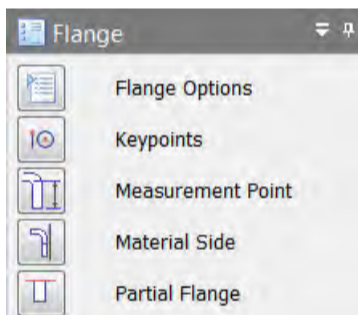 Flange
Flange Options
Keypoints
Measurement Point
Material Side
Partial Flange